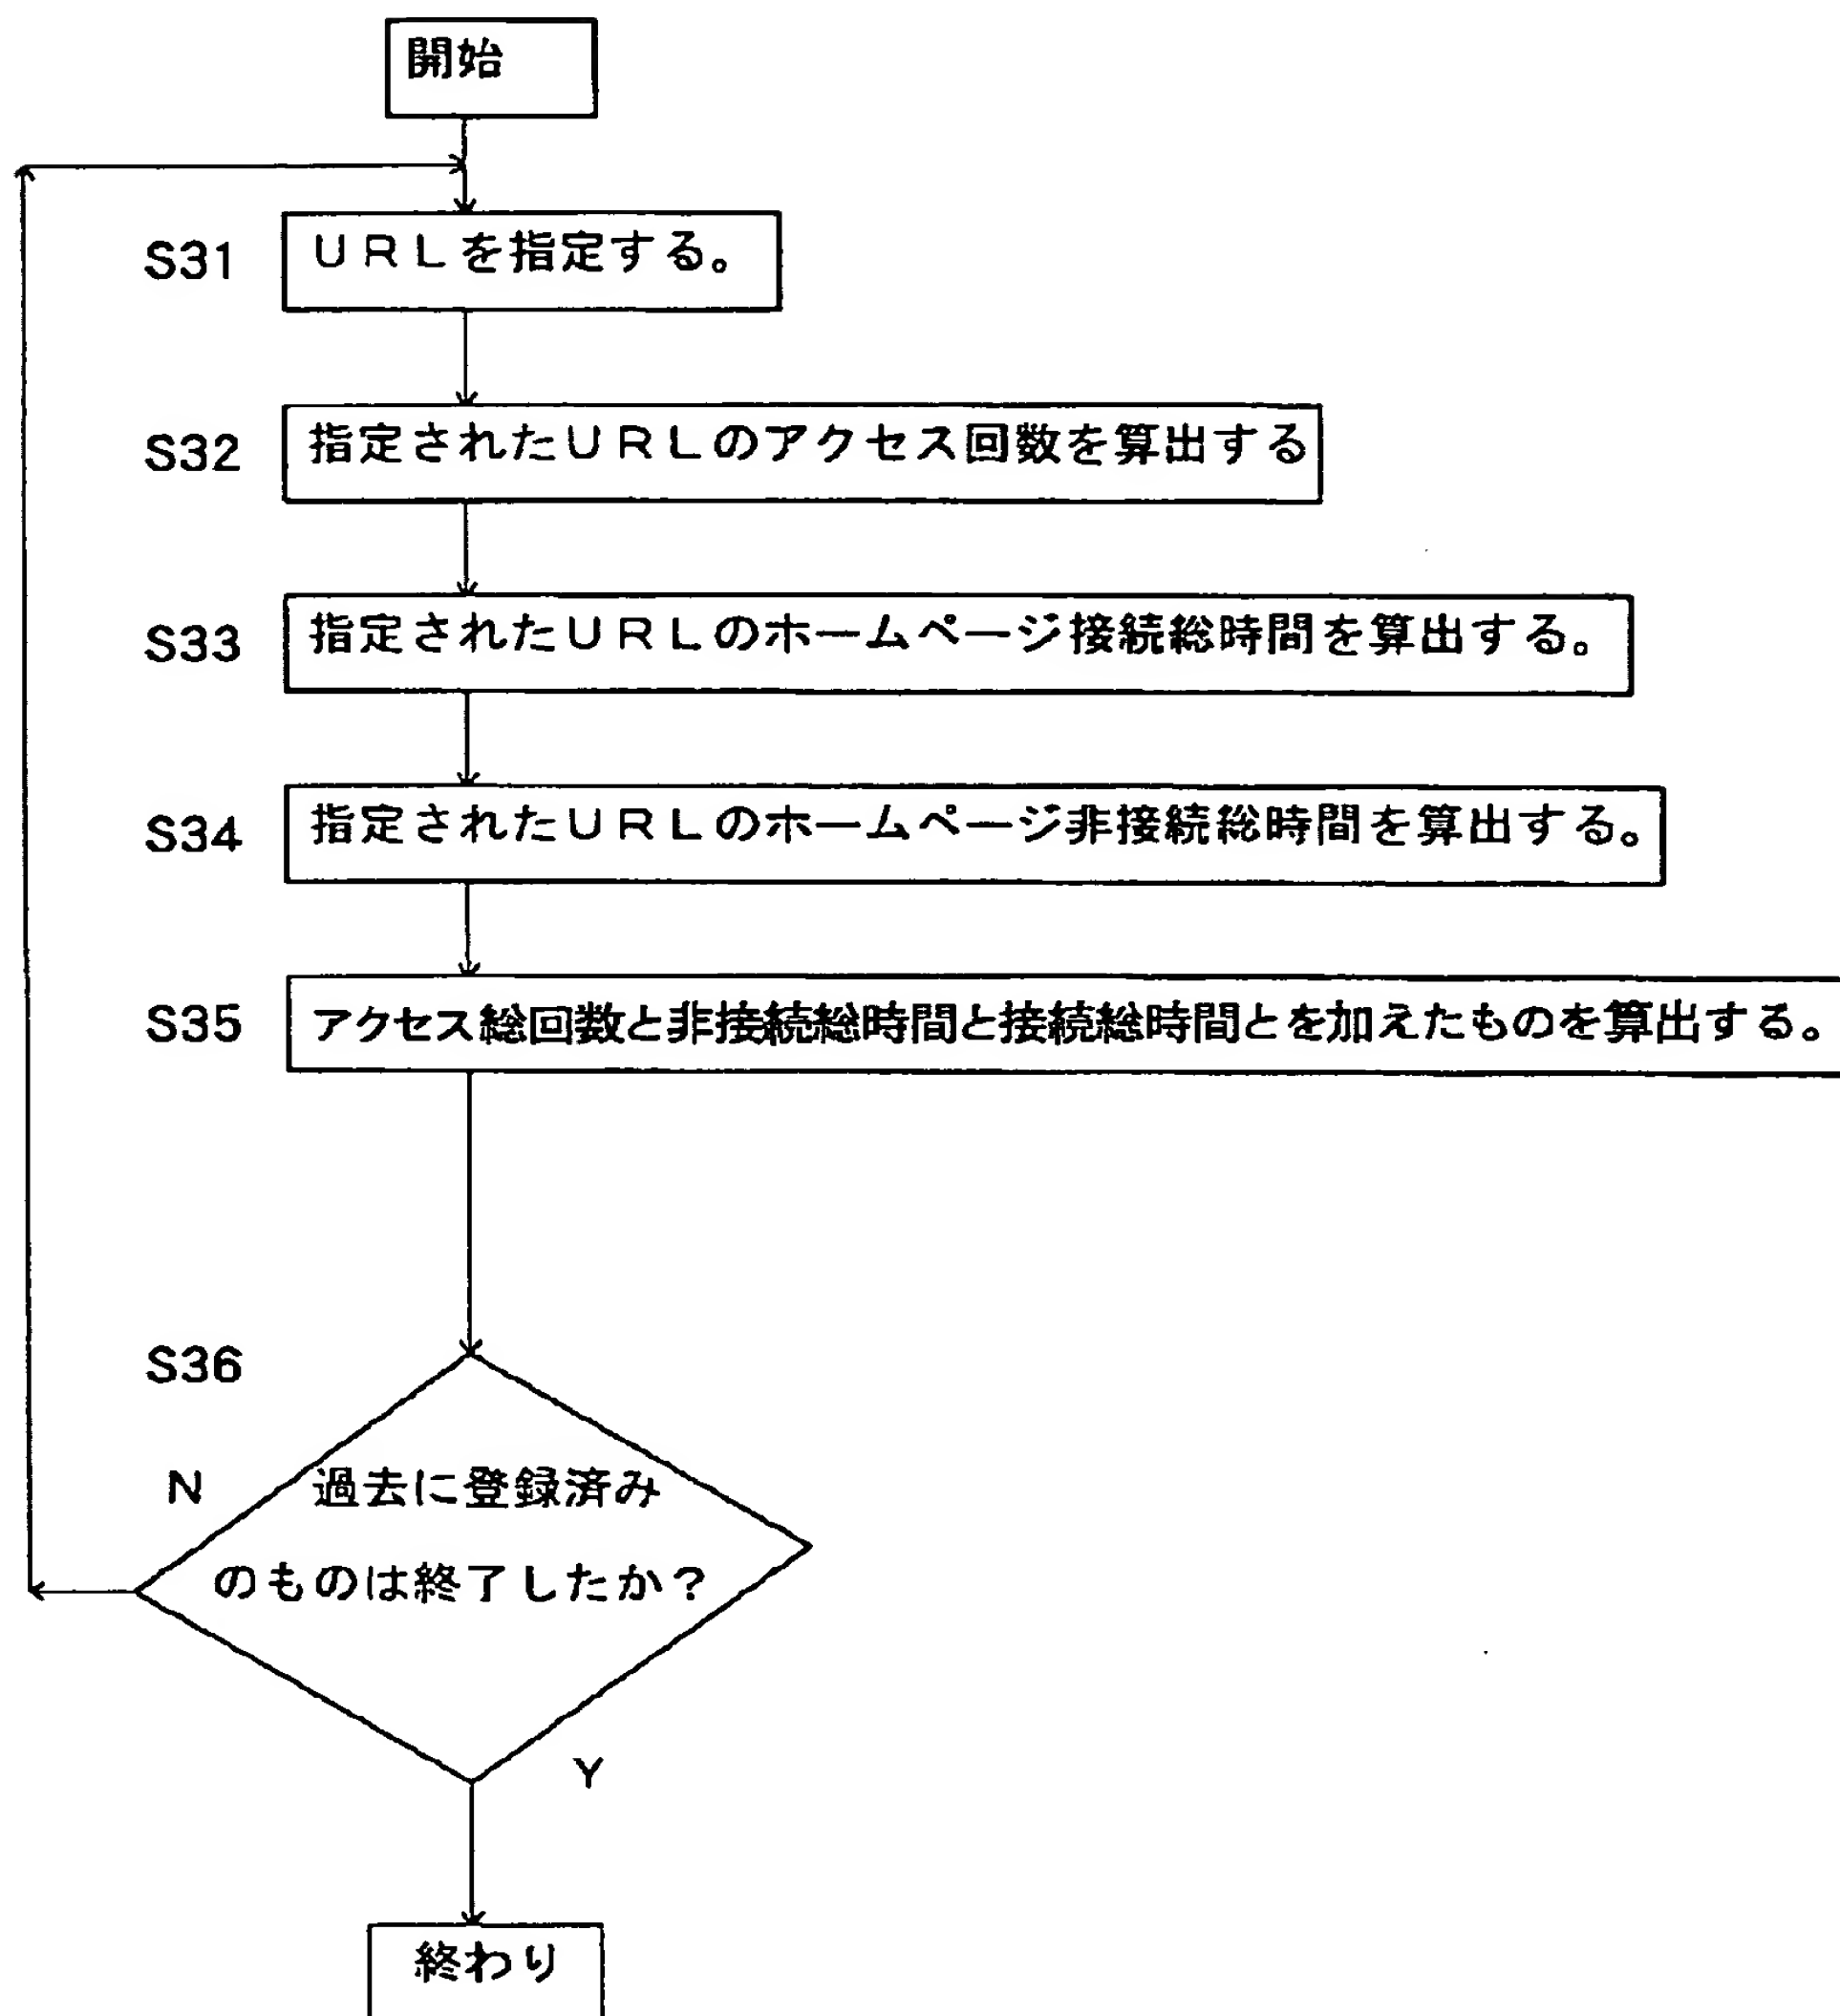 開始
S31 URLを指定する。
S32 指定されたURLのアクセス回数を算出する
S33 指定されたURLのホームページ接続総時間を算出する。
S34 指定されたURLのホームページ非接続総時間を算出する。
S35 アクセス総回数と非接続総時間と接続総時間とを加えたものを算出する。
S36
N 過去に登録済み
のものは終了したか?
Y
終わり